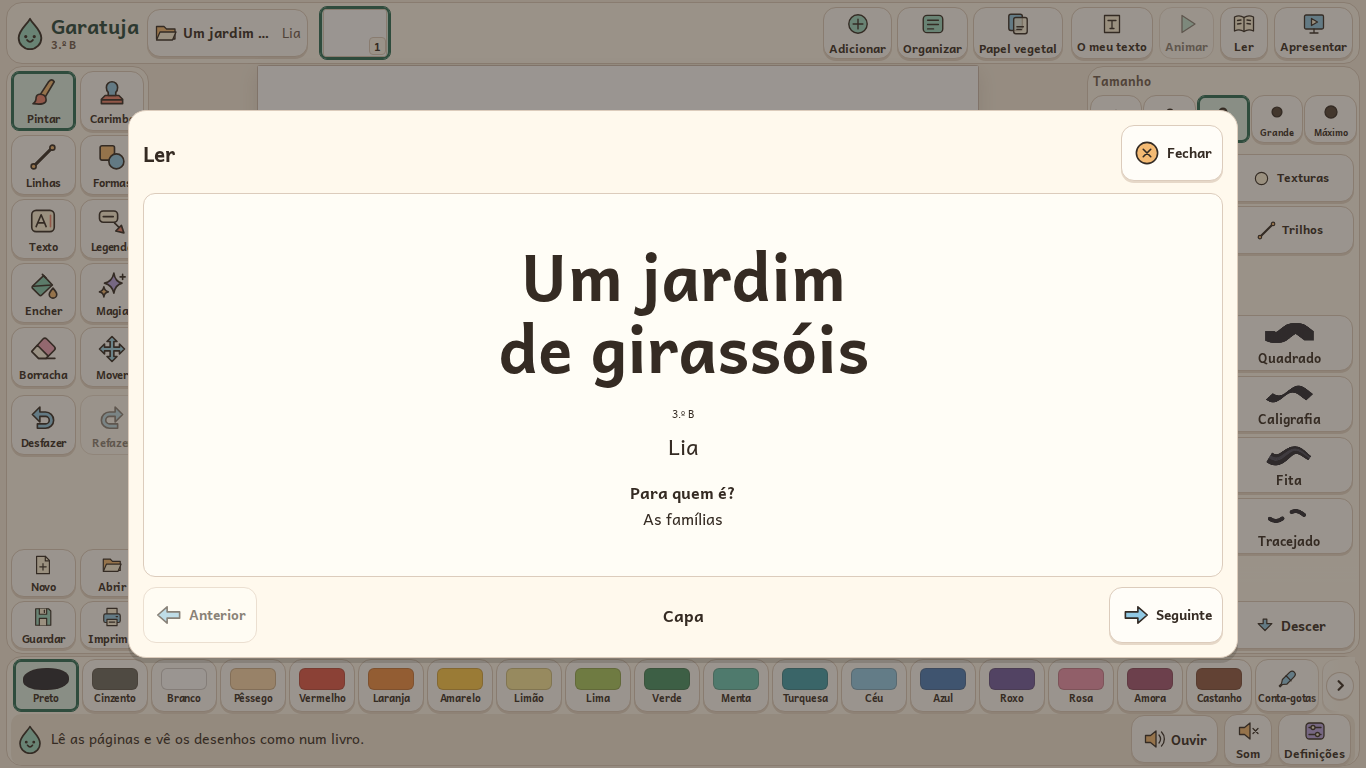 Garatuja
3.º B
Um jardim ... Lia
1
Adicionar
Organizar
Papel vegetal
O meu texto
Animar
Ler
Apresentar
Pintar
Linhas
Formas
Texto
Encher
Magia
Borracha
Mover
Desfazer
Novo
Abrir
Guardar
Tamanho
Grande
Máximo
Texturas
Trilhos
Quadrado
Caligrafia
Fita
Tracejado
Descer
Ler
Fechar
Um jardim
de girassóis
3.º B
Lia
Para quem é?
As famílias
Anterior
Capa
Seguinte
Preto
Cinzento
Branco
Pêssego
Vermelho
Laranja
Amarelo
Limão
Lima
Verde
Menta
Turquesa
Céu
Azul
Roxo
Rosa
Amora
Castanho
Conta-gotas
Lê as páginas e vê os desenhos como num livro.
Ouvir
Som
Definições